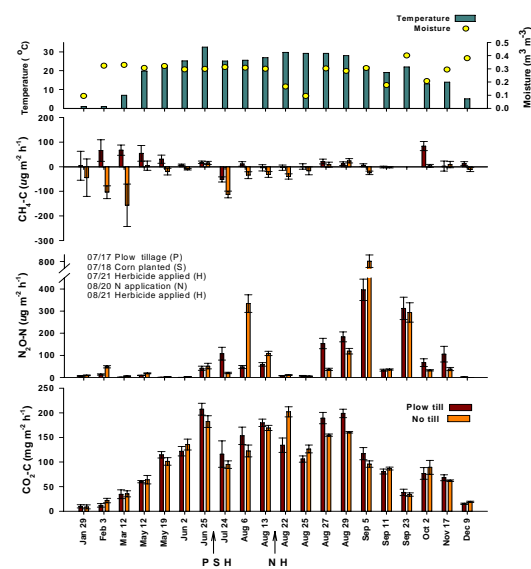 Temperature
Moisture
Temperature ( °C)
40
30
20
10
0
0.5
0.4
0.3
0.2
0.1
0.0
Moisture (m3 m-3)
CH4-C (ug m-2 h-1)
200
100
0
-100
-200
-300
N2O-N (ug m-2 h-1)
800
600
400
300
200
100
0
07/17 Plow tillage (P)
07/18 Corn planted (S)
07/21 Herbicide applied (H)
08/20 N application (N)
08/21 Herbicide applied (H)
CO2-C (mg m-2 h-1)
250
200
150
100
50
0
Plow till
No till
Jan 29
Feb 3
Mar 12
May 12
May 19
Jun 2
Jun 25
Jul 24
Aug 6
Aug 13
Aug 22
Aug 25
Aug 27
Aug 29
Sep 5
Sep 11
Sep 23
Oct 2
Nov 17
Dec 9
P S H
N H